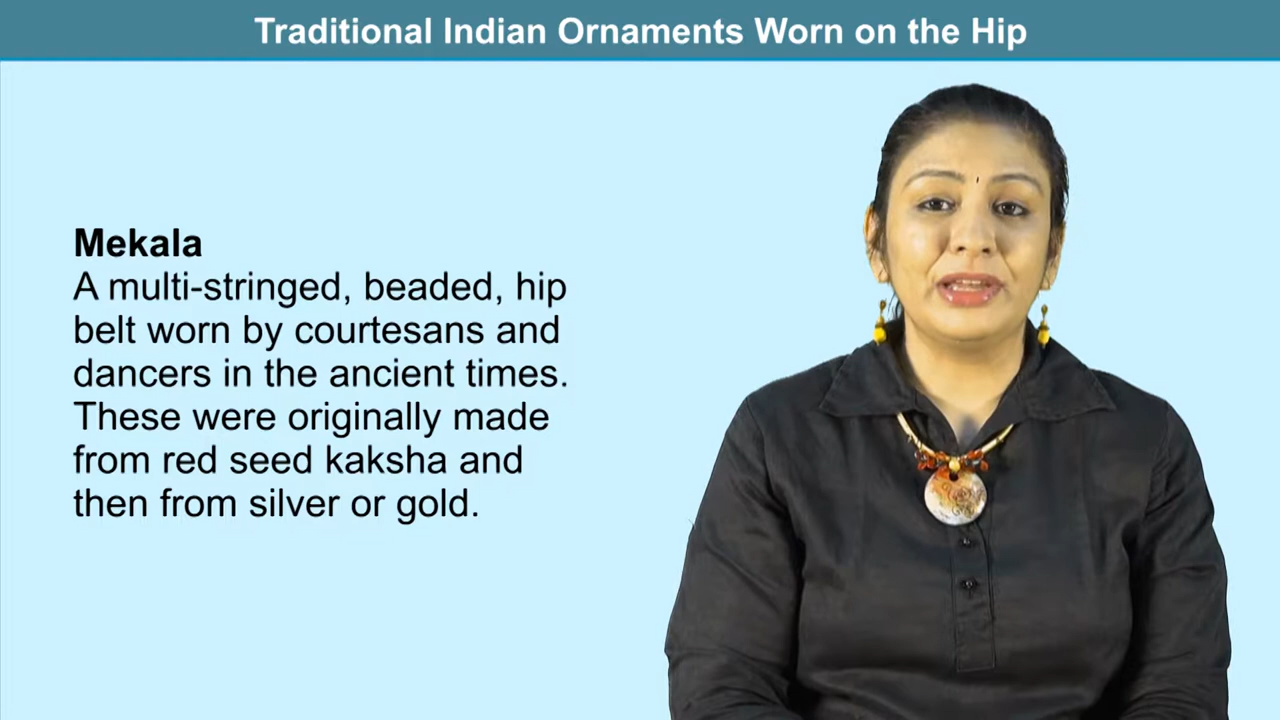 Traditional Indian Ornaments Worn on the Hip
Mekala
A multi-stringed, beaded, hip
belt worn by courtesans and
dancers in the ancient times.
These were originally made
from red seed kaksha and
then from silver or gold.